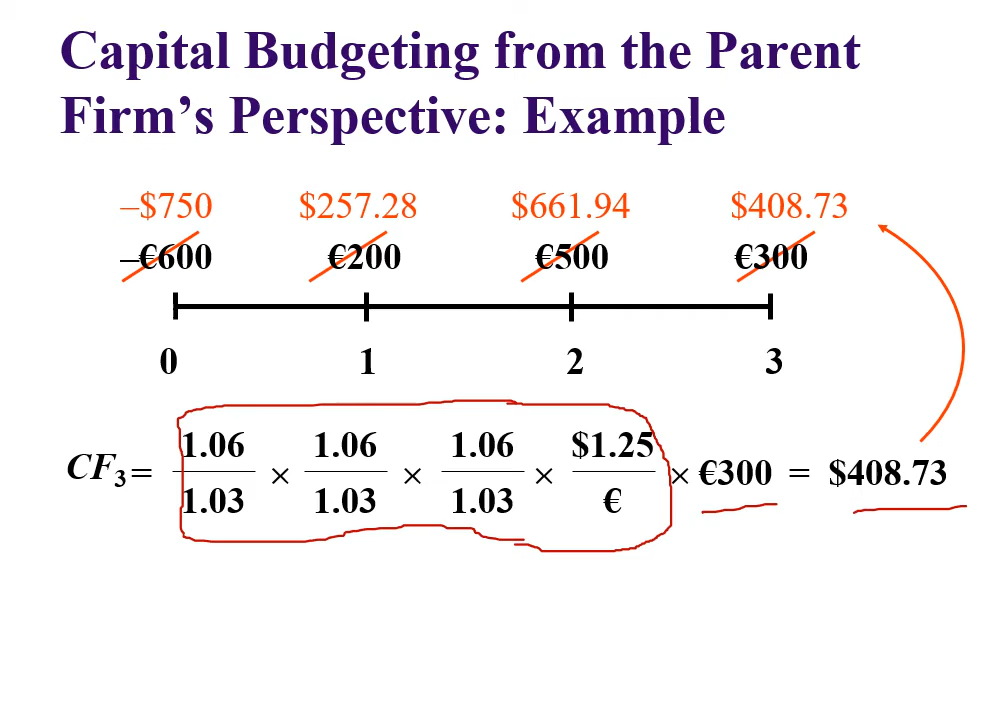 Capital Budgeting from the Parent
Firm's Perspective: Example
–$750 $257.28 $661.94 $408.73
–€600 €200 €500 €300
0 1 2 3
CF₃ = 1.06/1.03 × 1.06/1.03 × 1.06/1.03 × $1.25/€ × €300 = $408.73